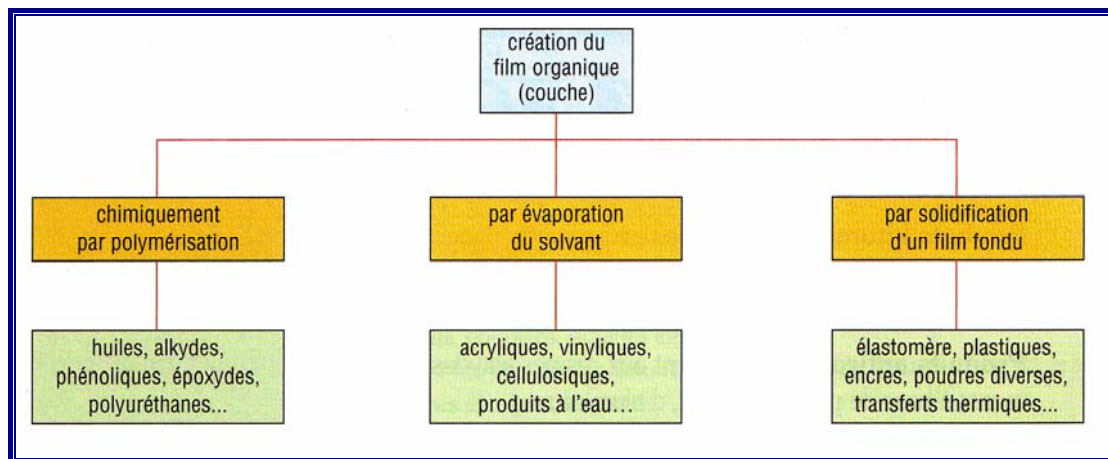 création du
film organique
(couche)
chimiquement
par polymérisation
par évaporation
du solvant
par solidification
d'un film fondu
huiles, alkydes,
phénoliques, époxydes,
polyuréthanes...
acryliques, vinyliques,
cellulosiques,
produits à l'eau...
élastomère, plastiques,
encres, poudres diverses,
transferts thermiques...